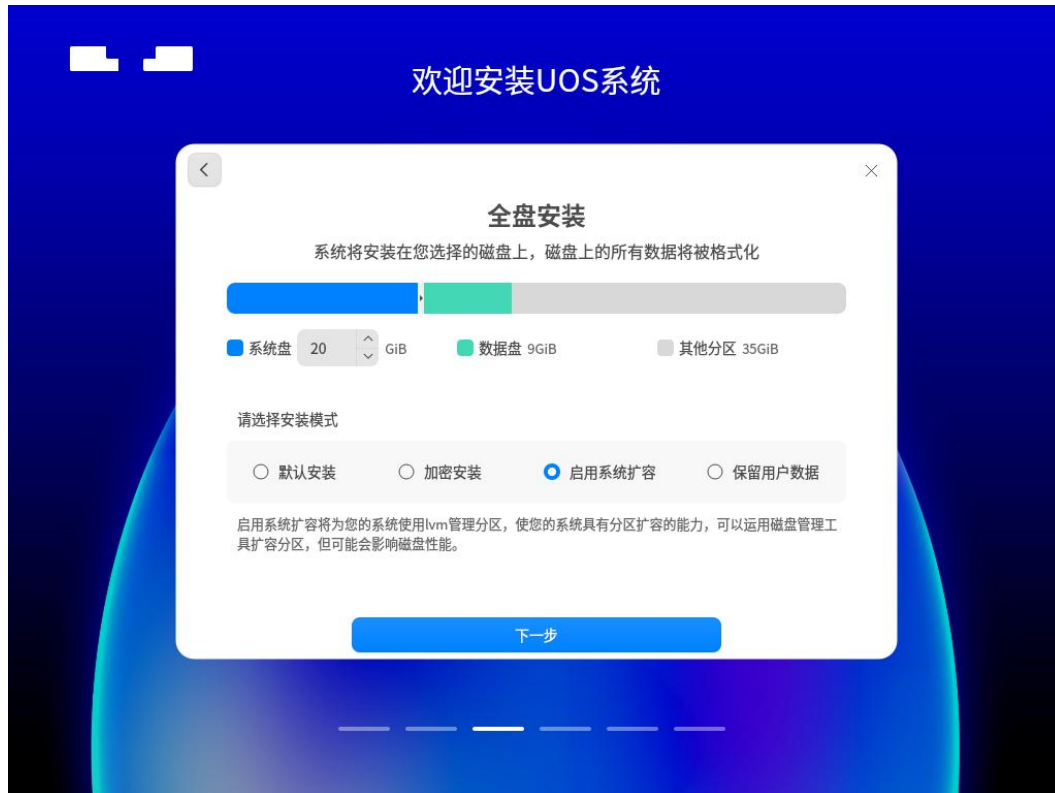 欢迎安装UOS系统
全盘安装
系统将安装在您选择的磁盘上，磁盘上的所有数据将被格式化
系统盘 20 GiB 数据盘 9GiB 其他分区 35GiB
请选择安装模式
默认安装 加密安装 启用系统扩容 保留用户数据
启用系统扩容将为您的系统使用lvm管理分区，使您的系统具有分区扩容的能力，可以运用磁盘管理工
具扩容分区，但可能会影响磁盘性能。
下一步